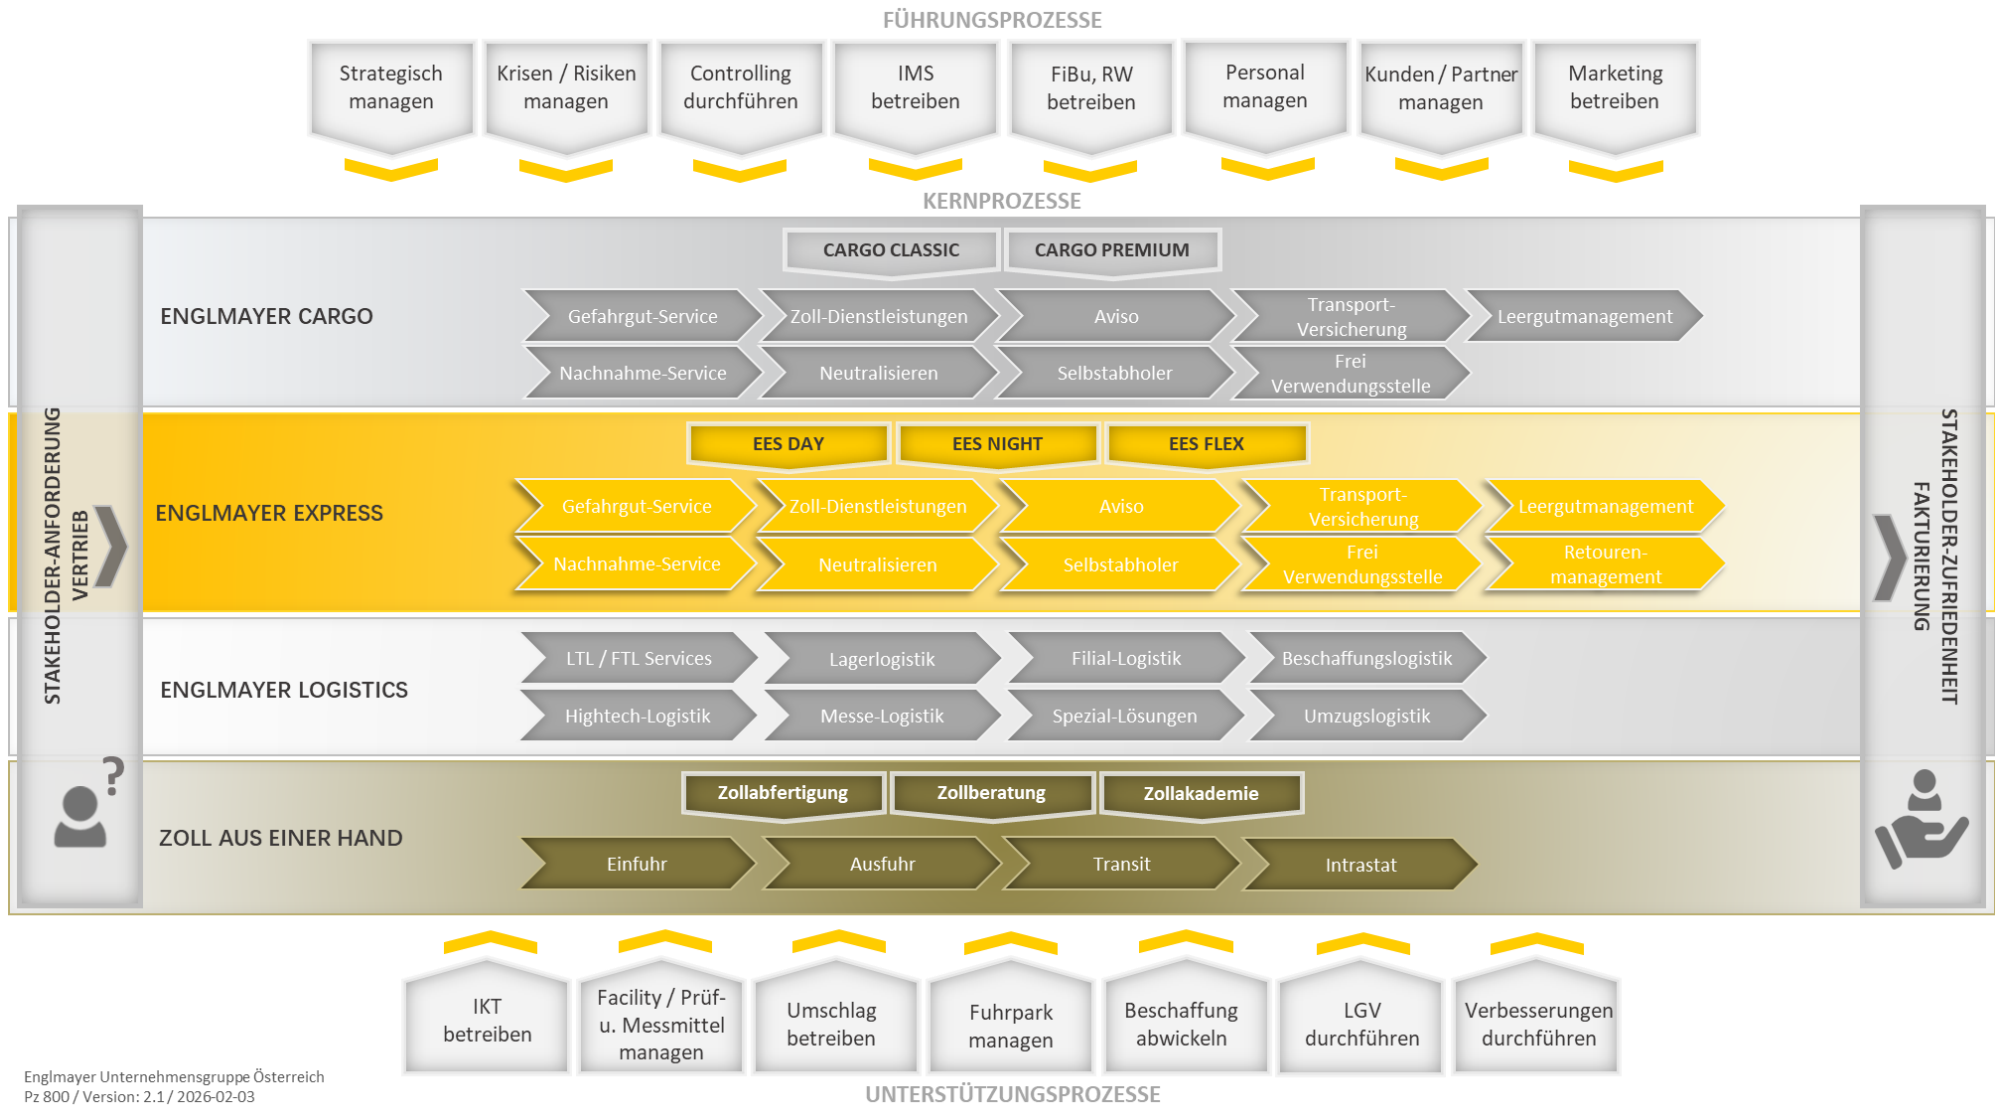 FÜHRUNGSPROZESSE
Strategisch
managen
Krisen / Risiken
managen
Controlling
durchführen
IMS
betreiben
FiBu, RW
betreiben
Personal
managen
Kunden / Partner
managen
Marketing
betreiben
KERNPROZESSE
STAKEHOLDER-ANFORDERUNG
VERTRIEB
?
ENGLMAYER CARGO
CARGO CLASSIC
CARGO PREMIUM
Gefahrgut-Service
Zoll-Dienstleistungen
Aviso
Transport-
Versicherung
Leergutmanagement
Nachnahme-Service
Neutralisieren
Selbstabholer
Frei
Verwendungsstelle
ENGLMAYER EXPRESS
EES DAY
EES NIGHT
EES FLEX
Gefahrgut-Service
Zoll-Dienstleistungen
Aviso
Transport-
Versicherung
Leergutmanagement
Nachnahme-Service
Neutralisieren
Selbstabholer
Frei
Verwendungsstelle
Retouren-
management
ENGLMAYER LOGISTICS
LTL / FTL Services
Lagerlogistik
Filial-Logistik
Beschaffungslogistik
Hightech-Logistik
Messe-Logistik
Spezial-Lösungen
Umzugslogistik
ZOLL AUS EINER HAND
Zollabfertigung
Zollberatung
Zollakademie
Einfuhr
Ausfuhr
Transit
Intrastat
STAKEHOLDER-ZUFRIEDENHEIT
FAKTURIERUNG
IKT
betreiben
Facility / Prüf-
u. Messmittel
managen
Umschlag
betreiben
Fuhrpark
managen
Beschaffung
abwickeln
LGV
durchführen
Verbesserungen
durchführen
UNTERSTÜTZUNGSPROZESSE
Englmayer Unternehmensgruppe Österreich
Pz 800 / Version: 2.1 / 2026-02-03